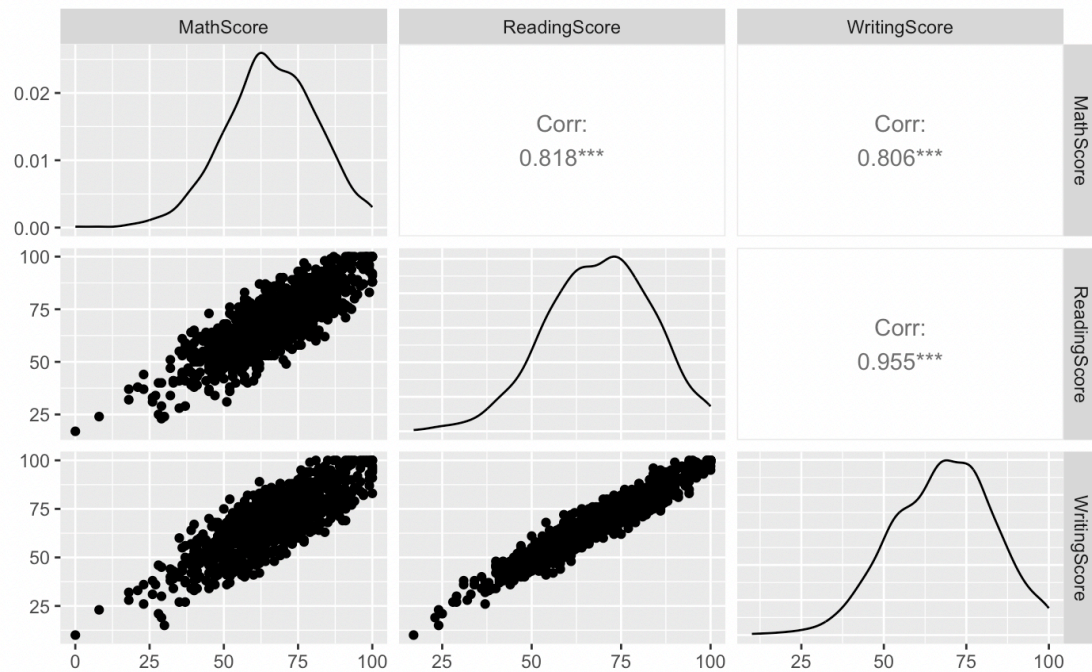 MathScore ReadingScore WritingScore
0.02
0.01
0.00
Corr:
0.818***
Corr:
0.806***
MathScore
100
75
50
25
Corr:
0.955***
ReadingScore
100
75
50
25
WritingScore
0 25 50 75 100 25 50 75 100 25 50 75 100